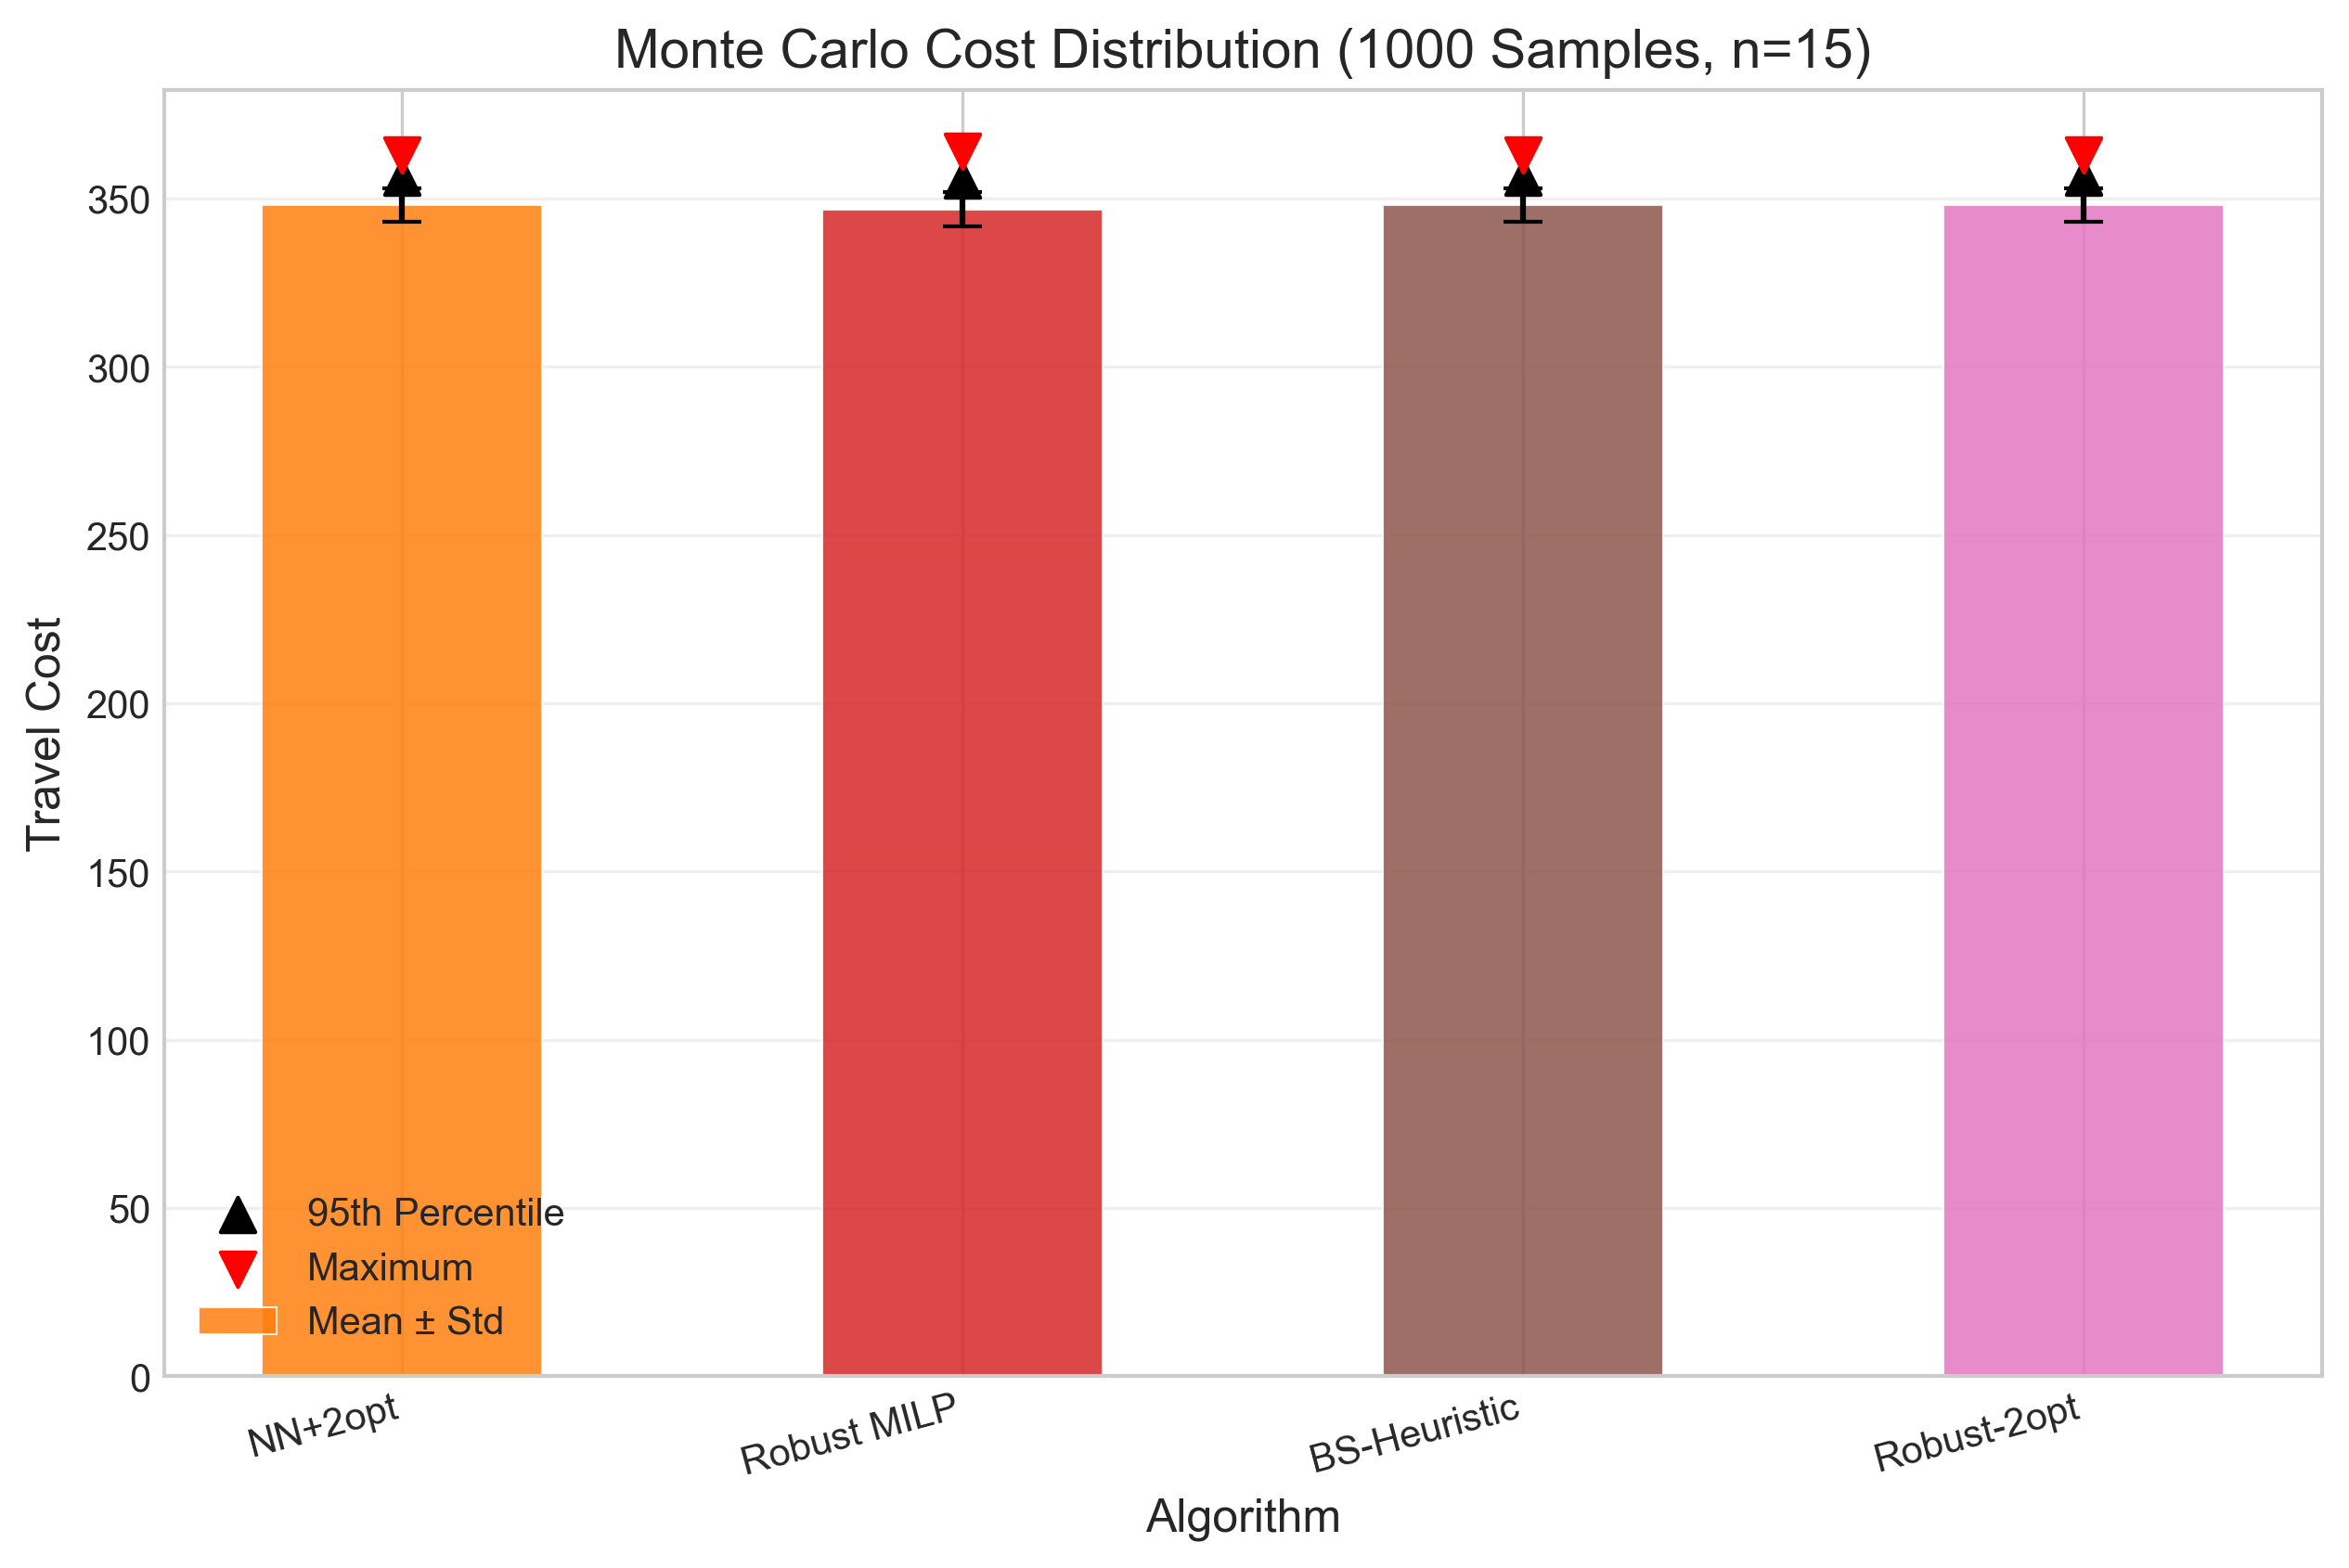 Monte Carlo Cost Distribution (1000 Samples, n=15)
Travel Cost
350
300
250
200
150
100
50
0
95th Percentile
Maximum
Mean ± Std
NN+2opt
Robust MILP
BS-Heuristic
Robust-2opt
Algorithm